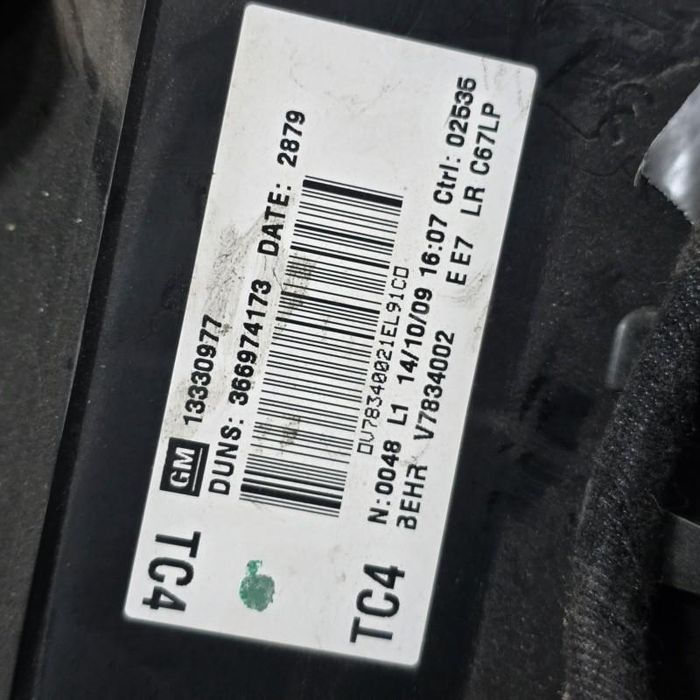 GM 13330977
DUNS: 366974173 DATE: 2879
V78340021EL91C
N:0048 L1 14/10/09 16:07 Ctrl: 02535
BEHR V7834002 E E7 LR C67LP
TC4
TC4